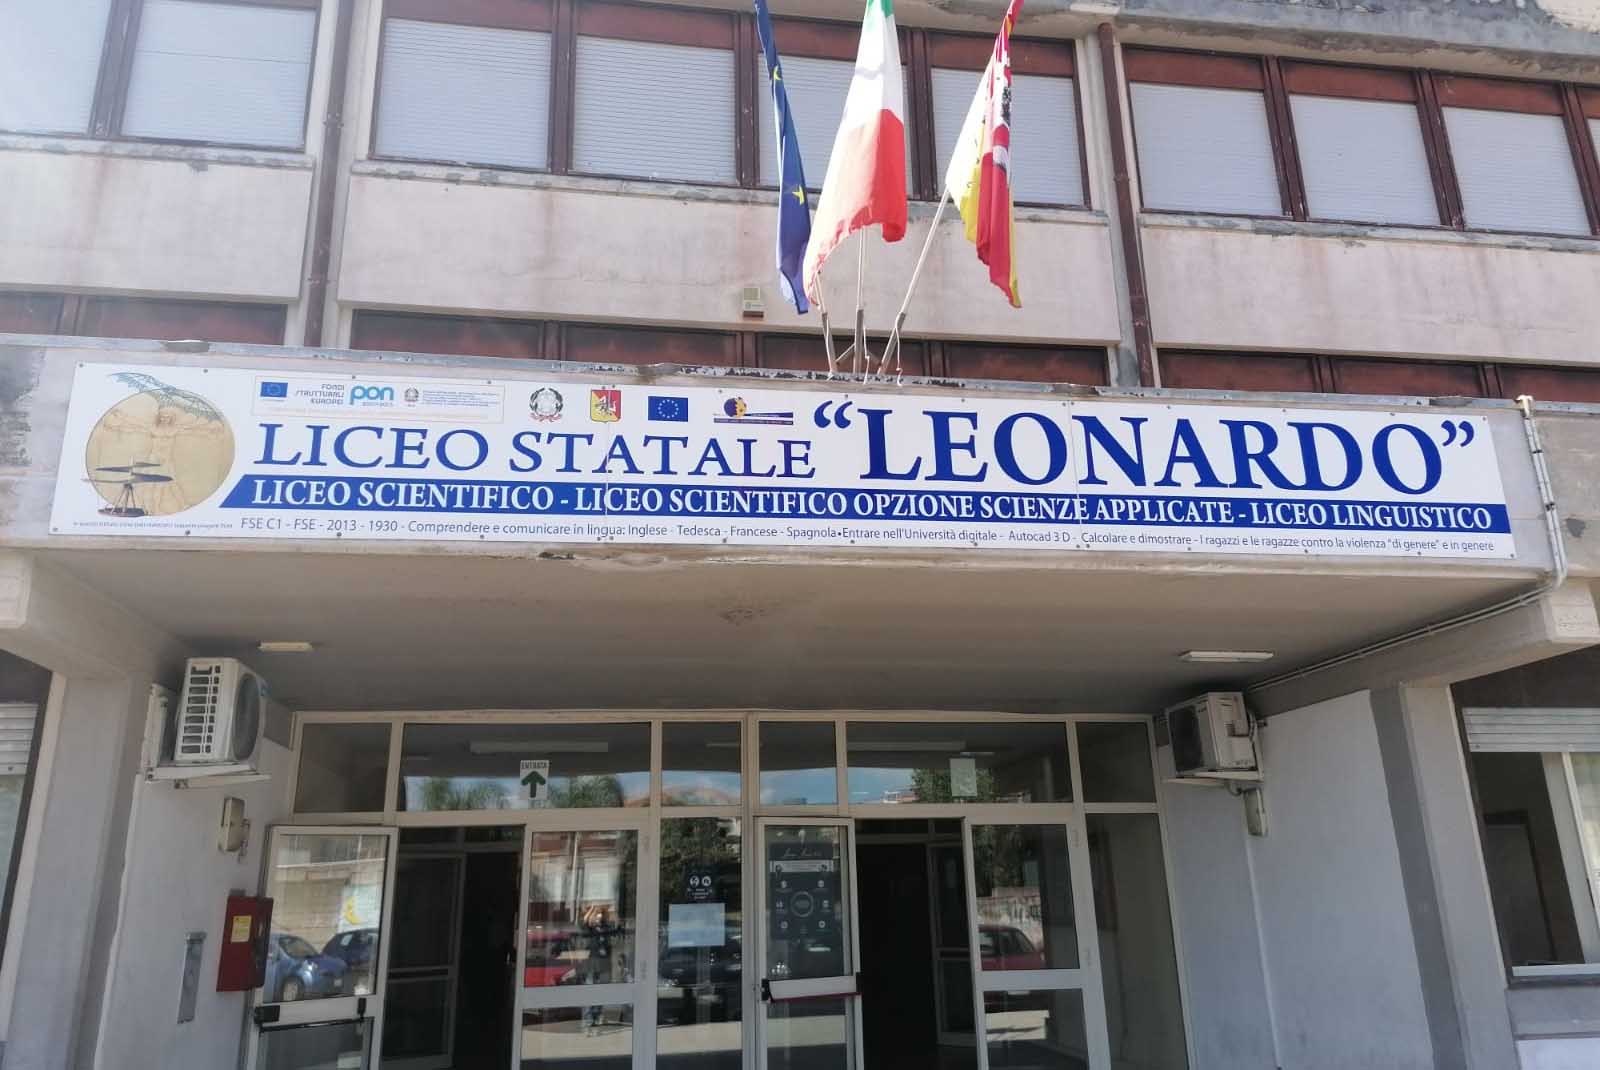 FONDI
STRUTTURALI
EUROPEI
pon
LICEO STATALE "LEONARDO"
LICEO SCIENTIFICO - LICEO SCIENTIFICO OPZIONE SCIENZE APPLICATE - LICEO LINGUISTICO
FSE C1 - FSE - 2013 - 1930 - Comprendere e comunicare in lingua: Inglese - Tedesca - Francese - Spagnola•Entrare nell'Università digitale - Autocad 3 D - Calcolare e dimostrare - I ragazzi e le ragazze contro la violenza "di genere" e in genere
ENTRATA